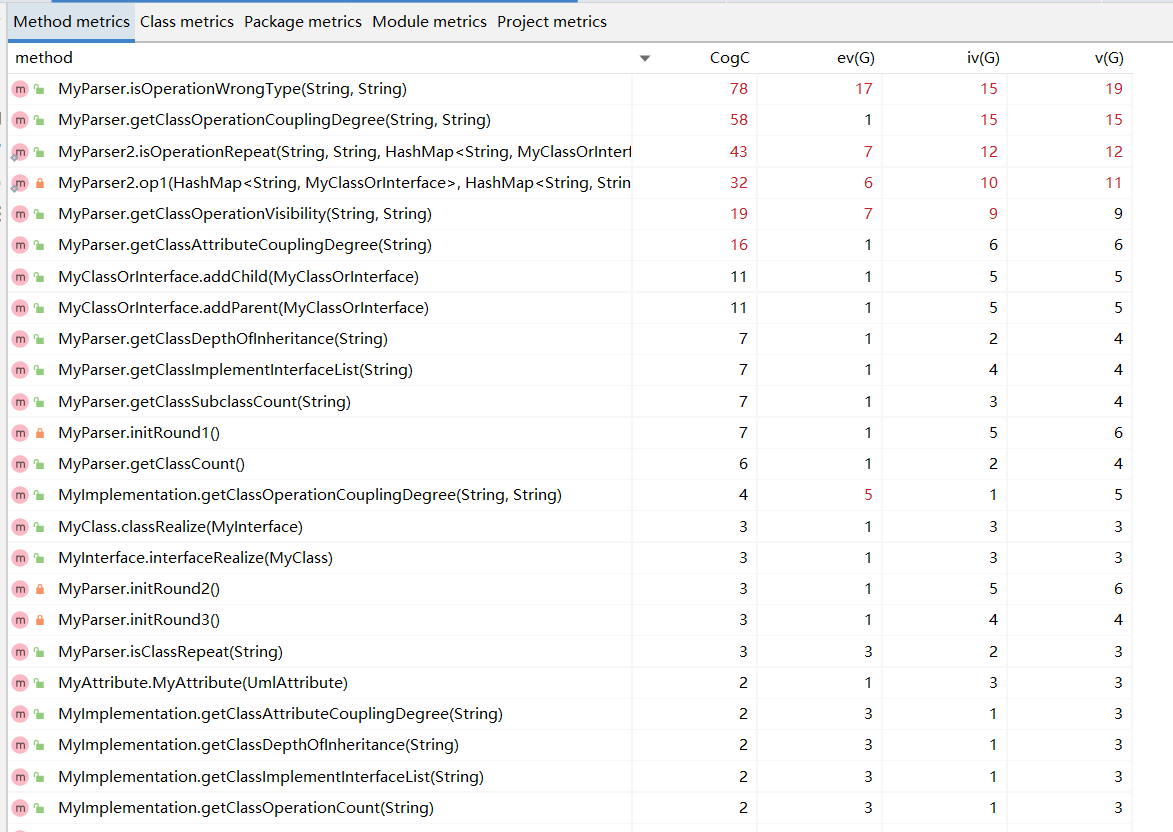 Method metrics Class metrics Package metrics Module metrics Project metrics
method CogC ev(G) iv(G) v(G)
m MyParser.isOperationWrongType(String, String) 78 17 15 19
m MyParser.getClassOperationCouplingDegree(String, String) 58 1 15 15
m MyParser2.isOperationRepeat(String, String, HashMap<String, MyClassOrInterf 43 7 12 12
m MyParser2.op1(HashMap<String, MyClassOrInterface>, HashMap<String, Strin 32 6 10 11
m MyParser.getClassOperationVisibility(String, String) 19 7 9 9
m MyParser.getClassAttributeCouplingDegree(String) 16 1 6 6
m MyClassOrInterface.addChild(MyClassOrInterface) 11 1 5 5
m MyClassOrInterface.addParent(MyClassOrInterface) 11 1 5 5
m MyParser.getClassDepthOfInheritance(String) 7 1 2 4
m MyParser.getClassImplementInterfaceList(String) 7 1 4 4
m MyParser.getClassSubclassCount(String) 7 1 3 4
m MyParser.initRound1() 7 1 5 6
m MyParser.getClassCount() 6 1 2 4
m MyImplementation.getClassOperationCouplingDegree(String, String) 4 5 1 5
m MyClass.classRealize(MyInterface) 3 1 3 3
m MyInterface.interfaceRealize(MyClass) 3 1 3 3
m MyParser.initRound2() 3 1 5 6
m MyParser.initRound3() 3 1 4 4
m MyParser.isClassRepeat(String) 3 3 2 3
m MyAttribute.MyAttribute(UmlAttribute) 2 1 3 3
m MyImplementation.getClassAttributeCouplingDegree(String) 2 3 1 3
m MyImplementation.getClassDepthOfInheritance(String) 2 3 1 3
m MyImplementation.getClassImplementInterfaceList(String) 2 3 1 3
m MyImplementation.getClassOperationCount(String) 2 3 1 3